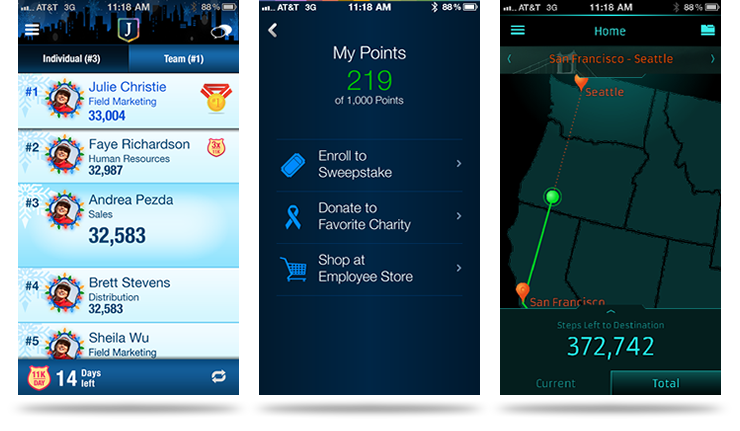 AT&T 3G 11:18 AM 88%
J
Individual (#3) Team (#1)
#1 Julie Christie
Field Marketing
33,004
1
#2 Faye Richardson
Human Resources
32,987
3x
11K
#3 Andrea Pezda
Sales
32,583
#4 Brett Stevens
Distribution
32,583
#5 Sheila Wu
Field Marketing
11K
DAY
14 Days
left
AT&T 3G 11:18 AM 88%
My Points
219
of 1,000 Points
Enroll to
Sweepstake
Donate to
Favorite Charity
Shop at
Employee Store
AT&T 3G 11:18 AM 88%
Home
San Francisco - Seattle
Seattle
San Francisco
Steps Left to Destination
372,742
Current Total